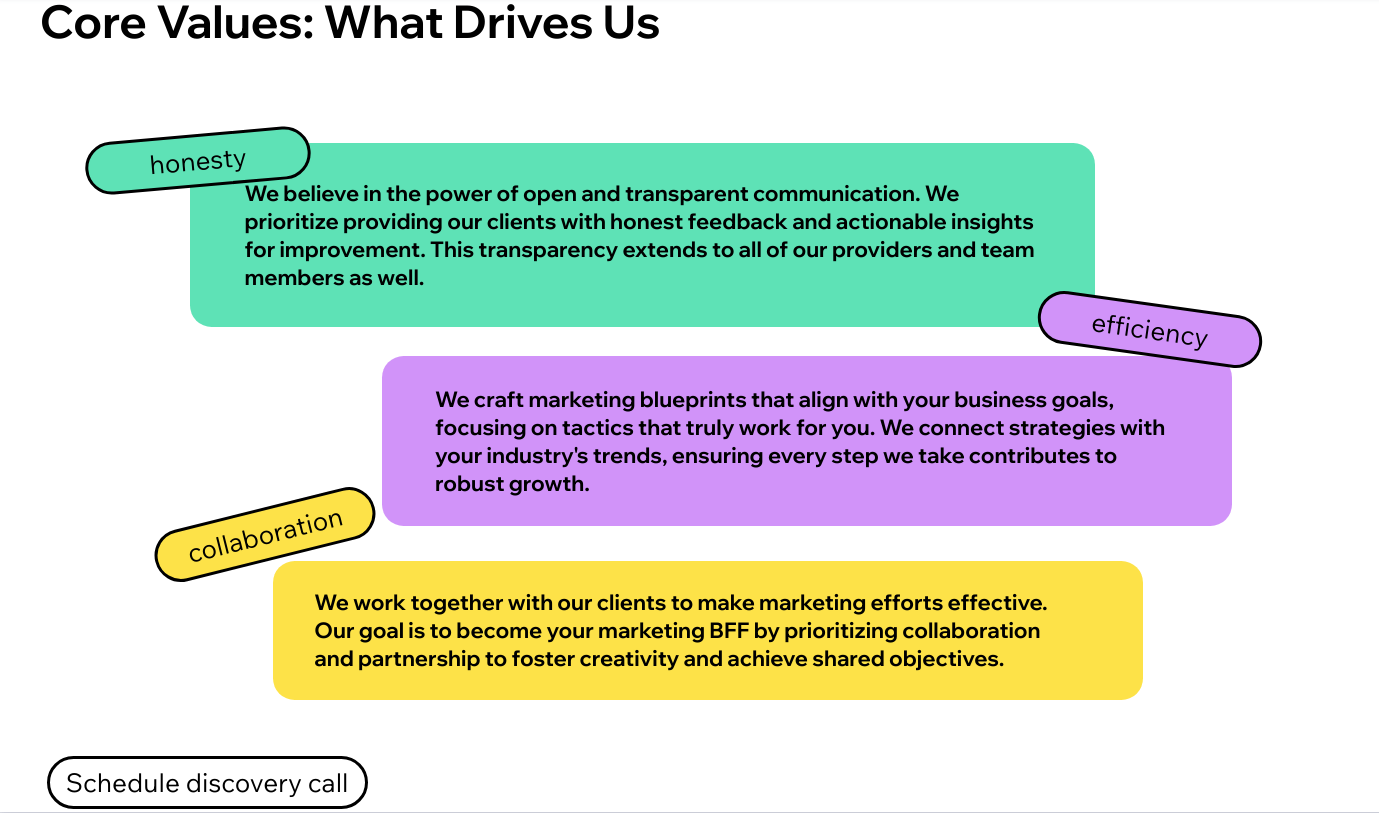 Core Values: What Drives Us
honesty
We believe in the power of open and transparent communication. We
prioritize providing our clients with honest feedback and actionable insights
for improvement. This transparency extends to all of our providers and team
members as well.
efficiency
We craft marketing blueprints that align with your business goals,
focusing on tactics that truly work for you. We connect strategies with
your industry's trends, ensuring every step we take contributes to
robust growth.
collaboration
We work together with our clients to make marketing efforts effective.
Our goal is to become your marketing BFF by prioritizing collaboration
and partnership to foster creativity and achieve shared objectives.
Schedule discovery call